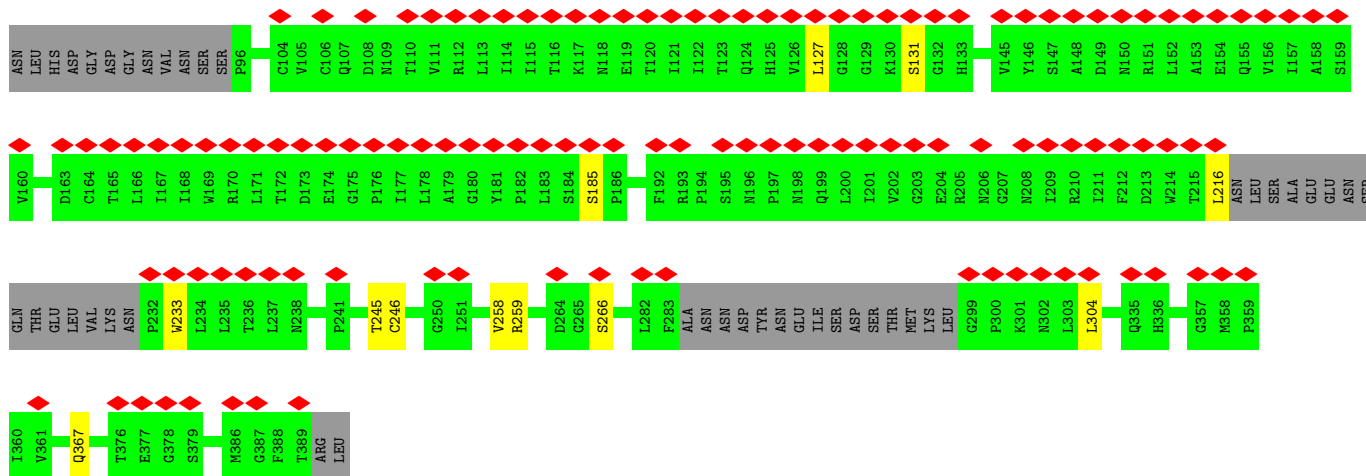 ASN LEU HIS ASP GLY ASP GLY ASN VAL ASN SER SER P96 C104 V105 C106 Q107 D108 N109 T110 V111 R112 L113 I114 I115 T116 K117 N118 E119 T120 I121 I122 T123 Q124 H125 V126 L127 G128 G129 K130 S131 G132 H133 V145 Y146 S147 A148 D149 N150 R151 L152 A153 E154 Q155 V156 I157 A158 S159
V160 D163 C164 T165 L166 I167 I168 W169 R170 L171 T172 D173 E174 G175 P176 I177 L178 A179 G180 Y181 P182 L183 S184 S185 P186 F192 R193 P194 S195 N196 P197 N198 Q199 L200 I201 V202 G203 E204 R205 N206 G207 N208 I209 R210 I211 F212 D213 W214 T215 L216 ASN LEU SER ALA GLU GLU ASN SER
GLN THR GLU LEU VAL LYS ASN P232 W233 L234 L235 T236 L237 N238 P241 T245 C246 G250 I251 V258 R259 D264 G265 S266 L282 F283 ALA ASN ASN ASP TYR ASN GLU ILE SER ASP SER THR MET LYS LEU G299 P300 K301 N302 L303 L304 Q335 H336 G357 M358 P359
I360 V361 Q367 T376 E377 G378 S379 M386 G387 F388 T389 ARG LEU